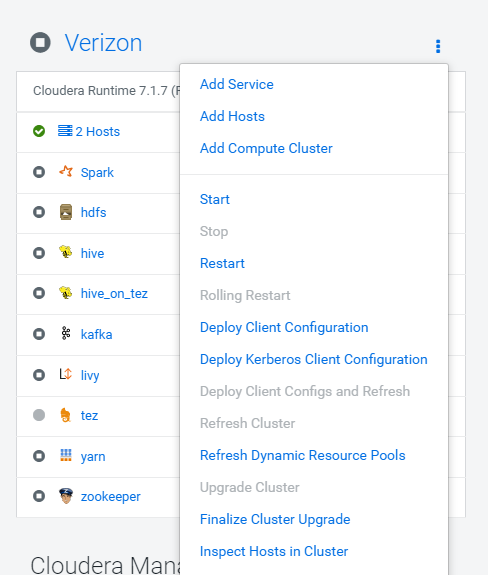 Verizon
Cloudera Runtime 7.1.7
2 Hosts
Spark
hdfs
hive
hive_on_tez
kafka
livy
tez
yarn
zookeeper
Cloudera
Add Service
Add Hosts
Add Compute Cluster
Start
Stop
Restart
Rolling Restart
Deploy Client Configuration
Deploy Kerberos Client Configuration
Deploy Client Configs and Refresh
Refresh Cluster
Refresh Dynamic Resource Pools
Upgrade Cluster
Finalize Cluster Upgrade
Inspect Hosts in Cluster